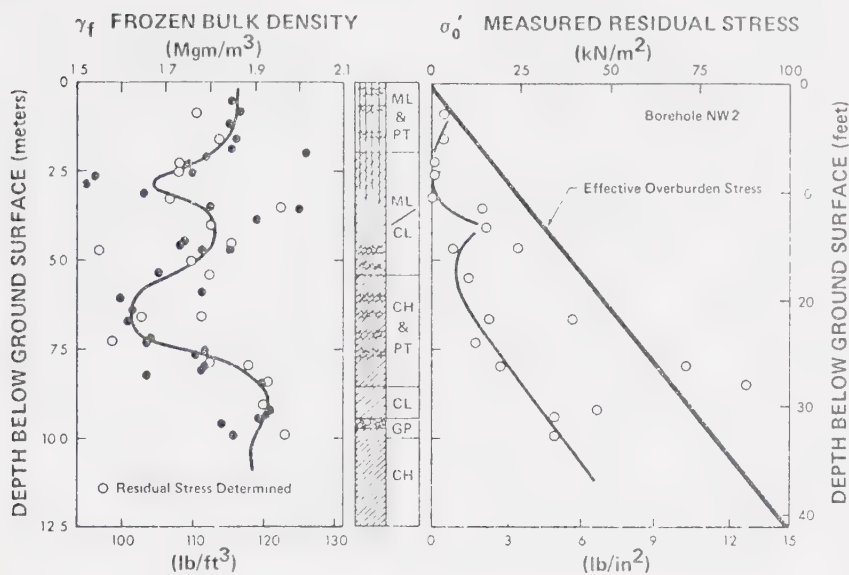 γf FROZEN BULK DENSITY
(Mgm/m³)
1.5 1.7 1.9 2.1
σ0' MEASURED RESIDUAL STRESS
(kN/m²)
0 25 50 75 100
DEPTH BELOW GROUND SURFACE (meters)
0
2 5
5 0
7 5
10 0
12 5
ML
&
PT
ML
CL
CH
&
PT
CL
GP
CH
Borehole NW2
Effective Overburden Stress
Residual Stress Determined
100 110 120 130
(lb/ft³)
0 3 6 9 12 15
(lb/in²)
0
20
30
40
DEPTH BELOW GROUND SURFACE (feet)